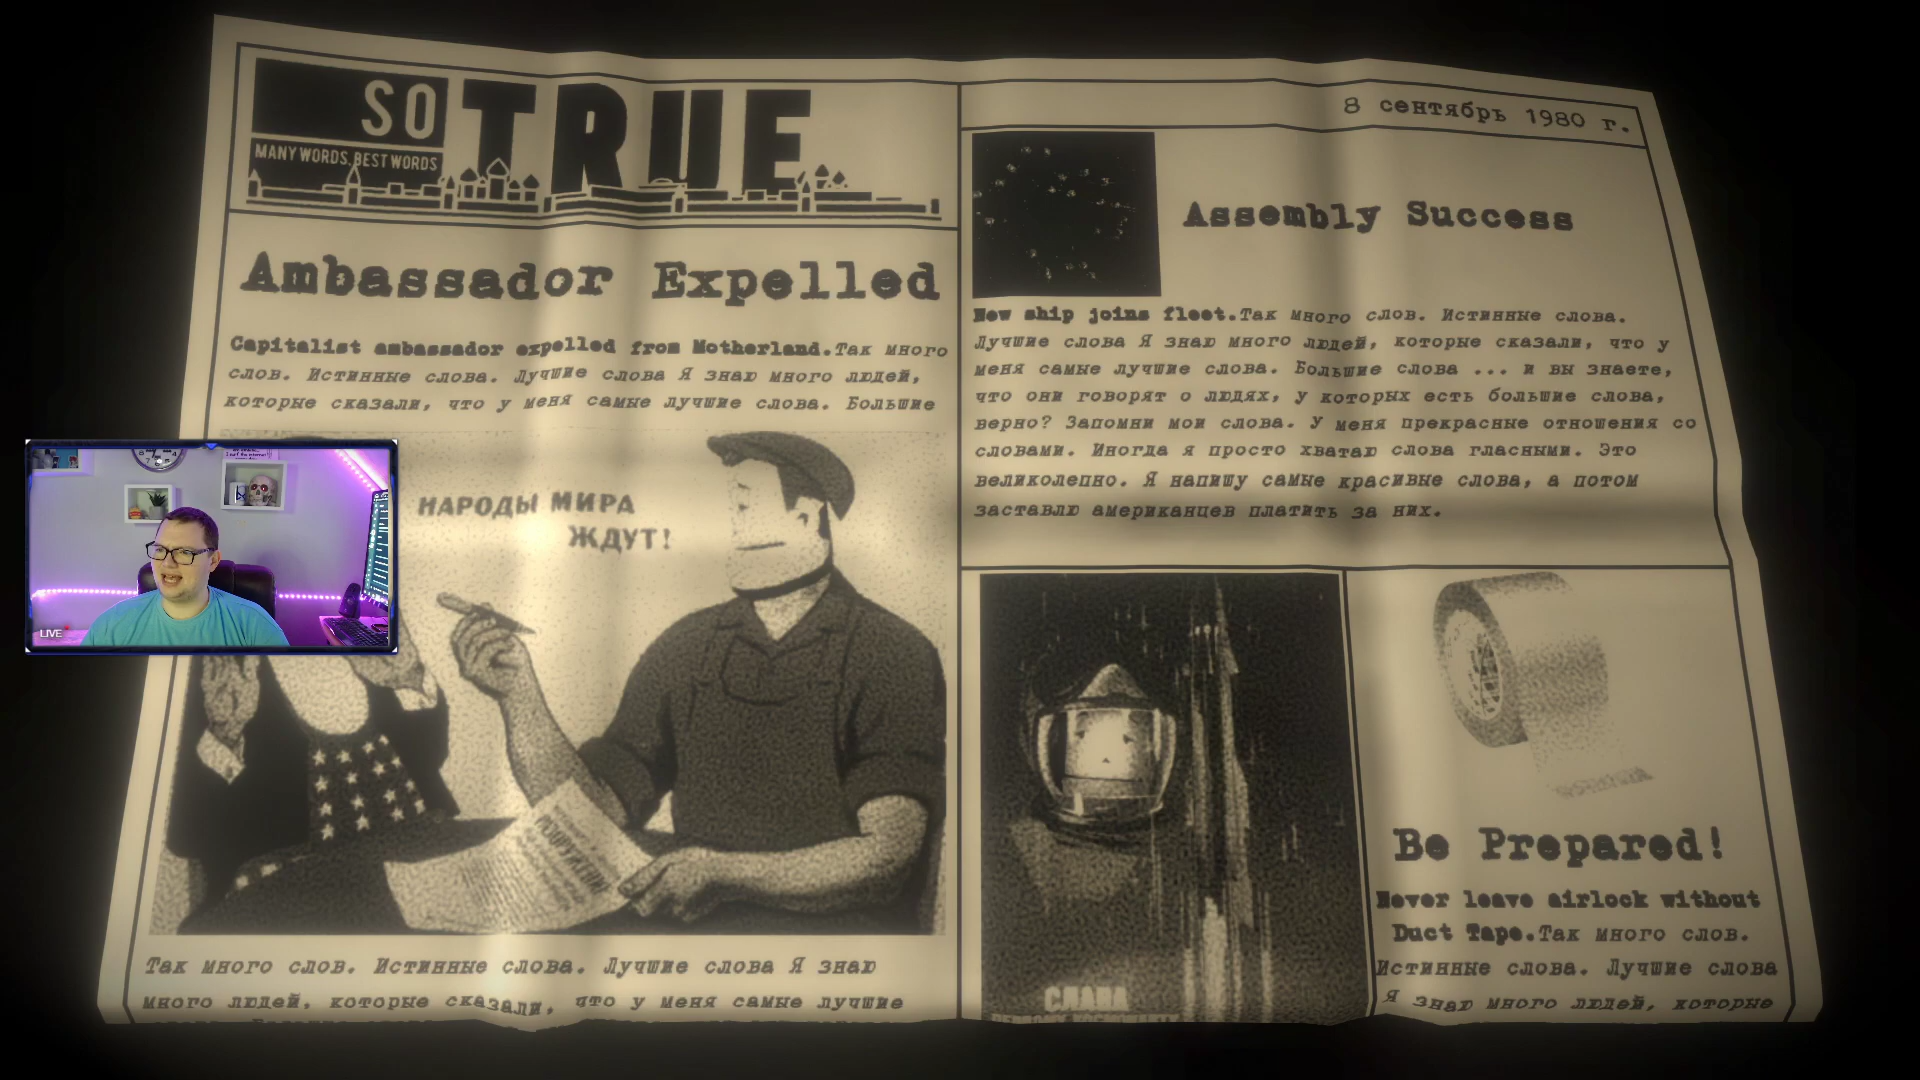 SO TRUE
MANY WORDS, BEST WORDS
Ambassador Expelled
Capitalist ambassador expelled from Motherland. Так много
слов. Истинные слова. Лучшие слова Я знаю много людей,
которые сказали, что у меня самые лучшие слова. Большие
НАРОДЫ МИРА
ЖДУТ!
LIVE
Так много слов. Истинные слова. Лучшие слова Я знаю
много людей, которые сказали, что у меня самые лучшие
8 сентябрь 1980 г.
Assembly Success
New ship joins fleet. Так много слов. Истинные слова.
Лучшие слова Я знаю много людей, которые сказали, что у
меня самые лучшие слова. Большие слова ... и вы знаете,
что они говорят о людях, у которых есть большие слова,
верно? Запомни мои слова. У меня прекрасные отношения со
словами. Иногда я просто хватаю слова гласными. Это
великолепно. Я напишу самые красивые слова, а потом
заставлю американцев платить за них.
СЛАВА
Be Prepared!
Never leave airlock without
Duct Tape. Так много слов.
Истинные слова. Лучшие слова
Я знаю много людей, которые